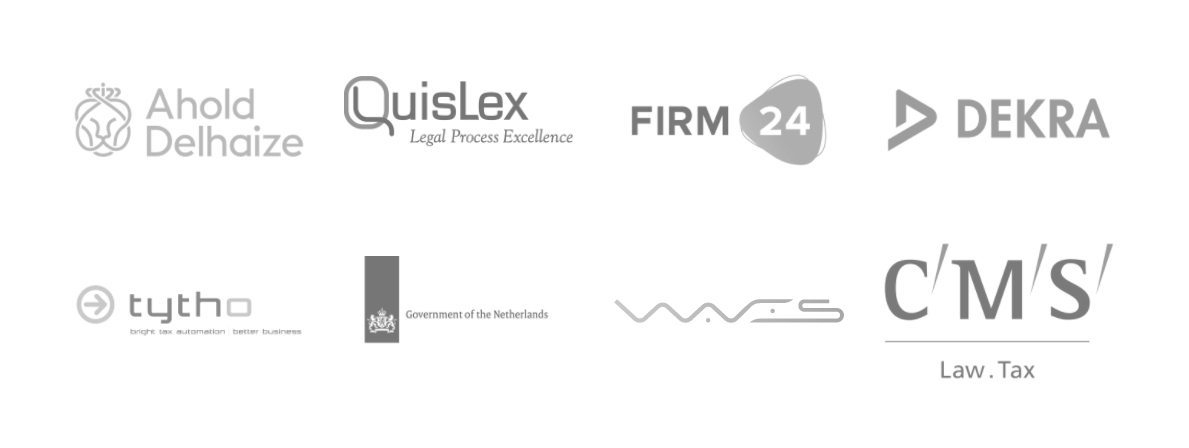 Ahold
Delhaize
QuisLex
Legal Process Excellence
FIRM 24
DEKRA
tytho
bright tax automation better business
Government of the Netherlands
C/M/S/
Law.Tax